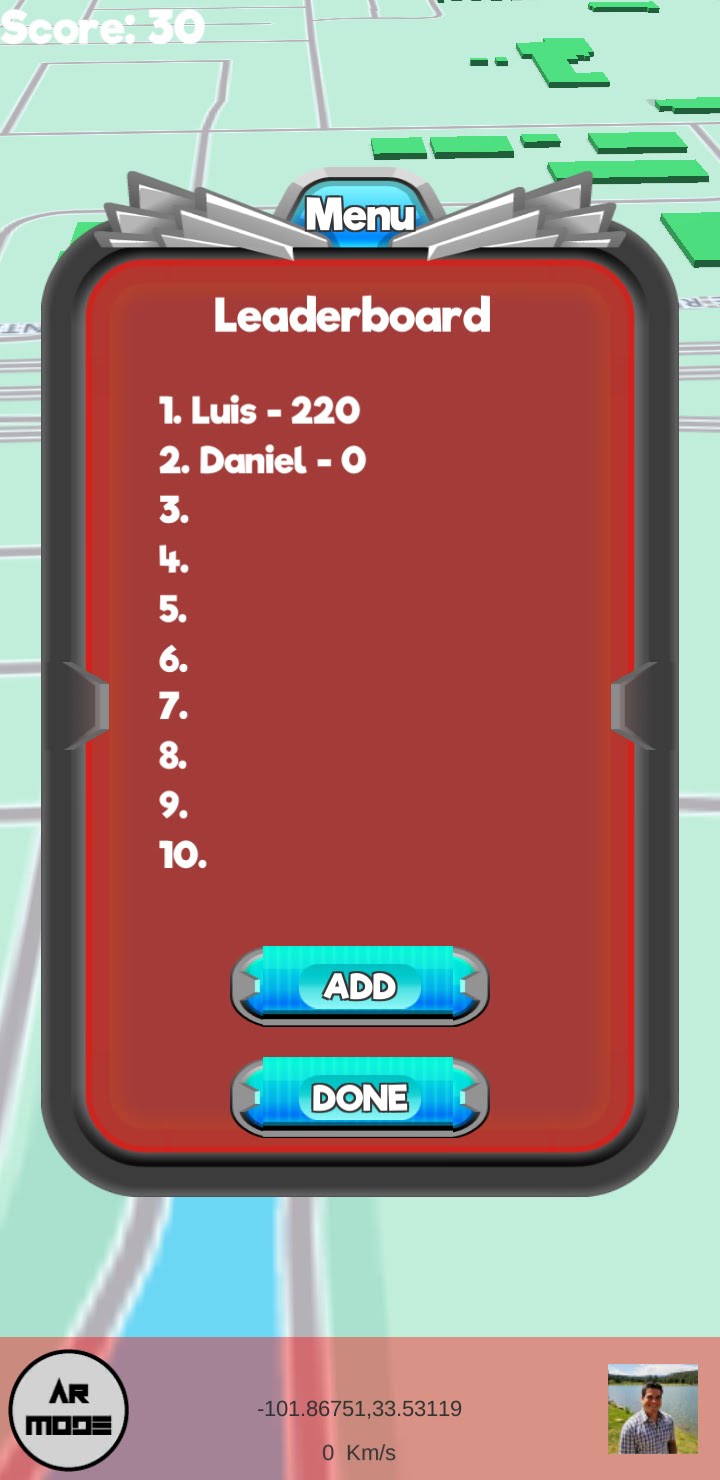 Score: 30
Menu
Leaderboard
1. Luis - 220
2. Daniel - 0
3.
4.
5.
6.
7.
8.
9.
10.
ADD
DONE
AR
MODE
-101.86751,33.53119
0 Km/s